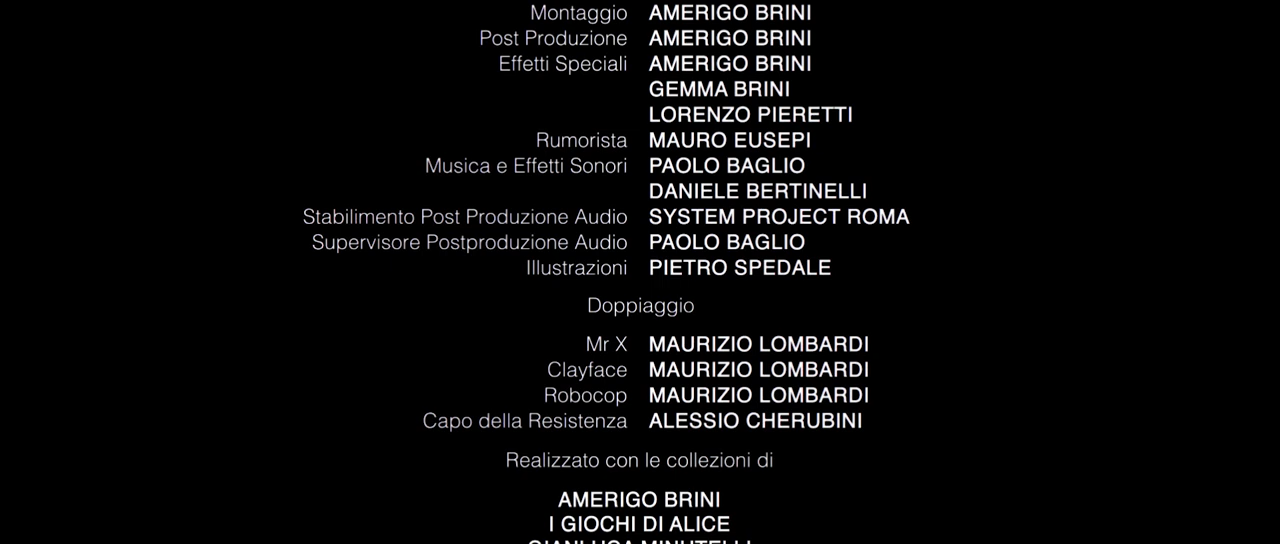 Montaggio AMERIGO BRINI
Post Produzione AMERIGO BRINI
Effetti Speciali AMERIGO BRINI
GEMMA BRINI
LORENZO PIERETTI
Rumorista MAURO EUSEPI
Musica e Effetti Sonori PAOLO BAGLIO
DANIELE BERTINELLI
Stabilimento Post Produzione Audio SYSTEM PROJECT ROMA
Supervisore Postproduzione Audio PAOLO BAGLIO
Illustrazioni PIETRO SPEDALE
Doppiaggio
Mr X MAURIZIO LOMBARDI
Clayface MAURIZIO LOMBARDI
Robocop MAURIZIO LOMBARDI
Capo della Resistenza ALESSIO CHERUBINI
Realizzato con le collezioni di
AMERIGO BRINI
I GIOCHI DI ALICE
GIANLUCA MINUTELLI